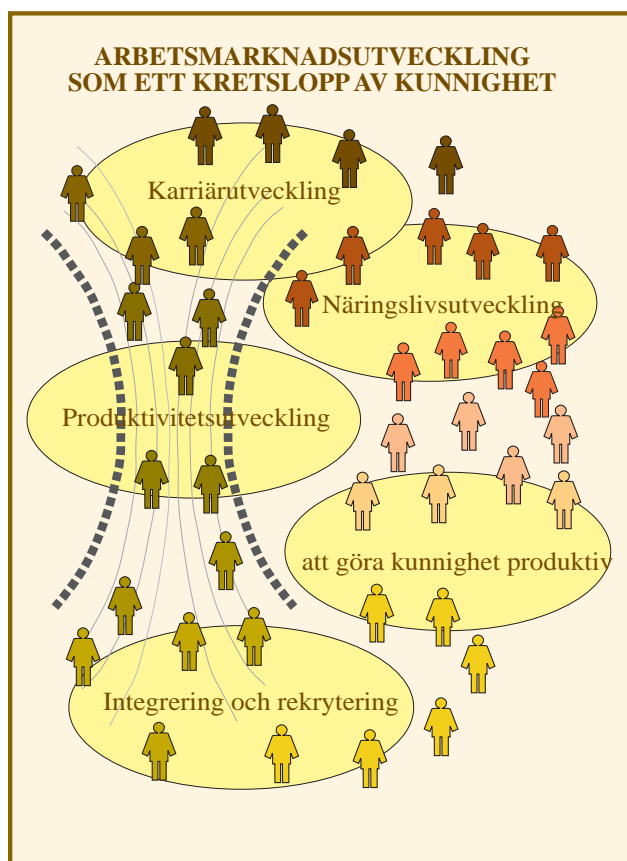 ARBETSMARKNADSUTVECKLING
SOM ETT KRETSLOPP AV KUNNIGHET
Karriärutveckling
Näringslivsutveckling
Produktivitetsutveckling
att göra kunnighet produktiv
Integrering och rekrytering